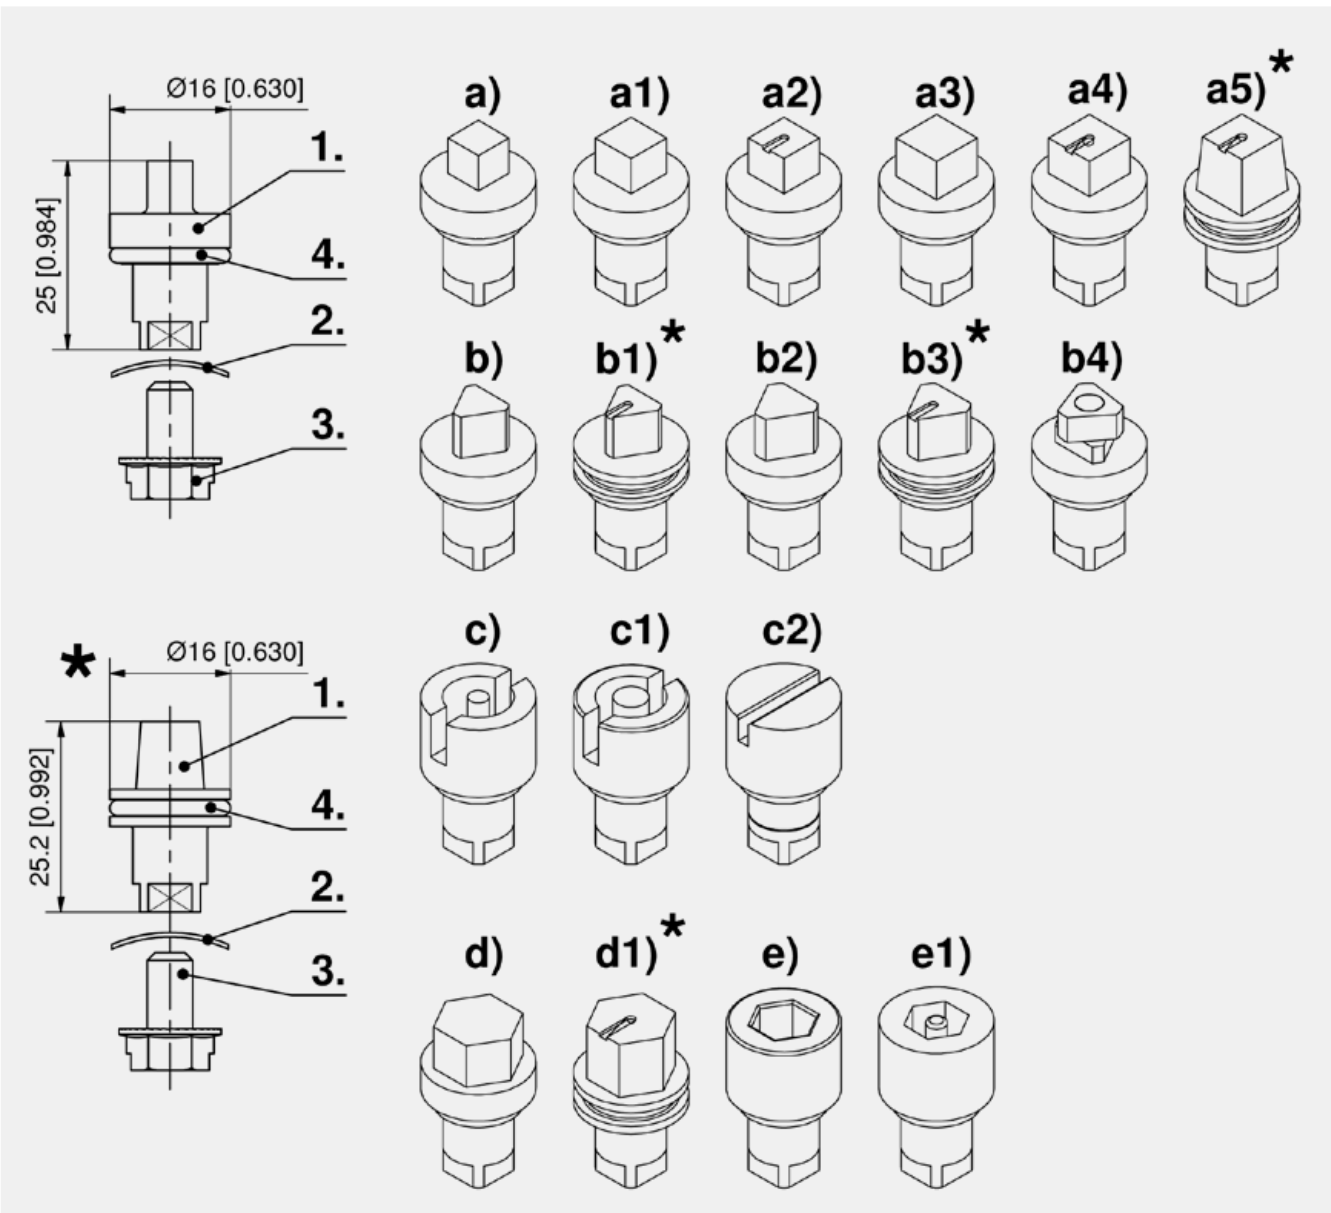 Ø16 [0.630]
1.
4.
25 [0.984]
2.
3.
a) a1) a2) a3) a4) a5)*
b) b1)* b2) b3)* b4)
* Ø16 [0.630]
1.
4.
25.2 [0.992]
2.
3.
c) c1) c2)
d) d1)* e) e1)